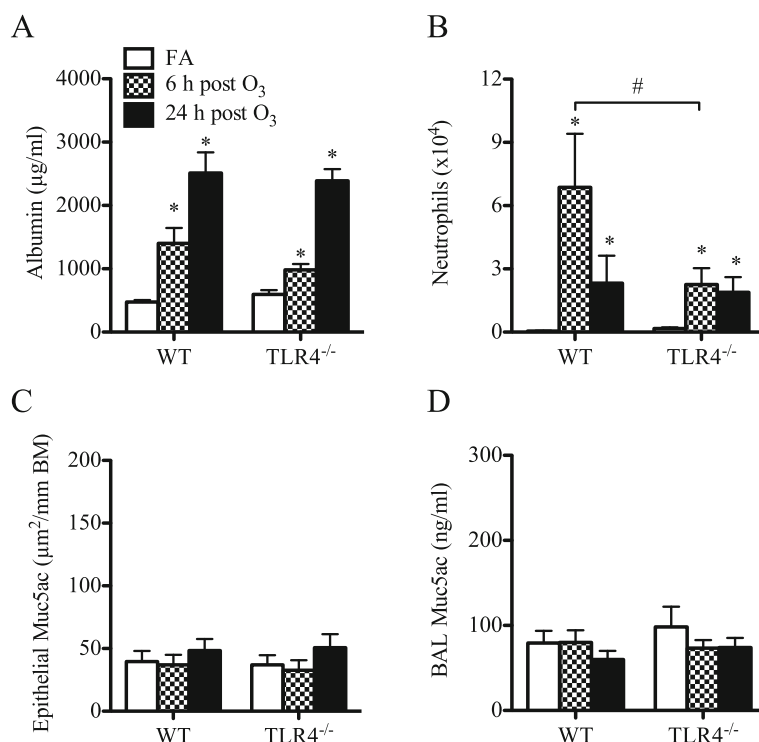 A
FA
6 h post O3
24 h post O3
Albumin (µg/ml)
4000
3000
2000
1000
0
*
*
*
*
WT
TLR4-/-
B
Neutrophils (x10⁴)
12
9
6
3
0
#
*
*
*
*
WT
TLR4-/-
C
Epithelial Muc5ac (µm²/mm BM)
200
150
100
50
0
WT
TLR4-/-
D
BAL Muc5ac (ng/ml)
300
200
100
0
WT
TLR4-/-